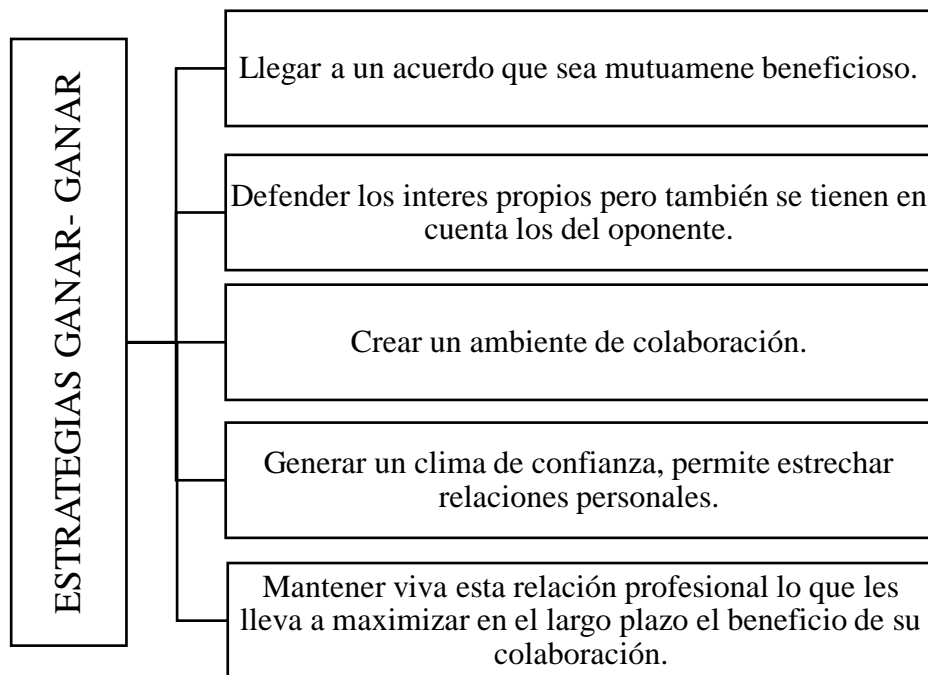 ESTRATEGIAS GANAR- GANAR
Llegar a un acuerdo que sea mutuamene beneficioso.
Defender los interes propios pero también se tienen en
cuenta los del oponente.
Crear un ambiente de colaboración.
Generar un clima de confianza, permite estrechar
relaciones personales.
Mantener viva esta relación profesional lo que les
lleva a maximizar en el largo plazo el beneficio de su
colaboración.